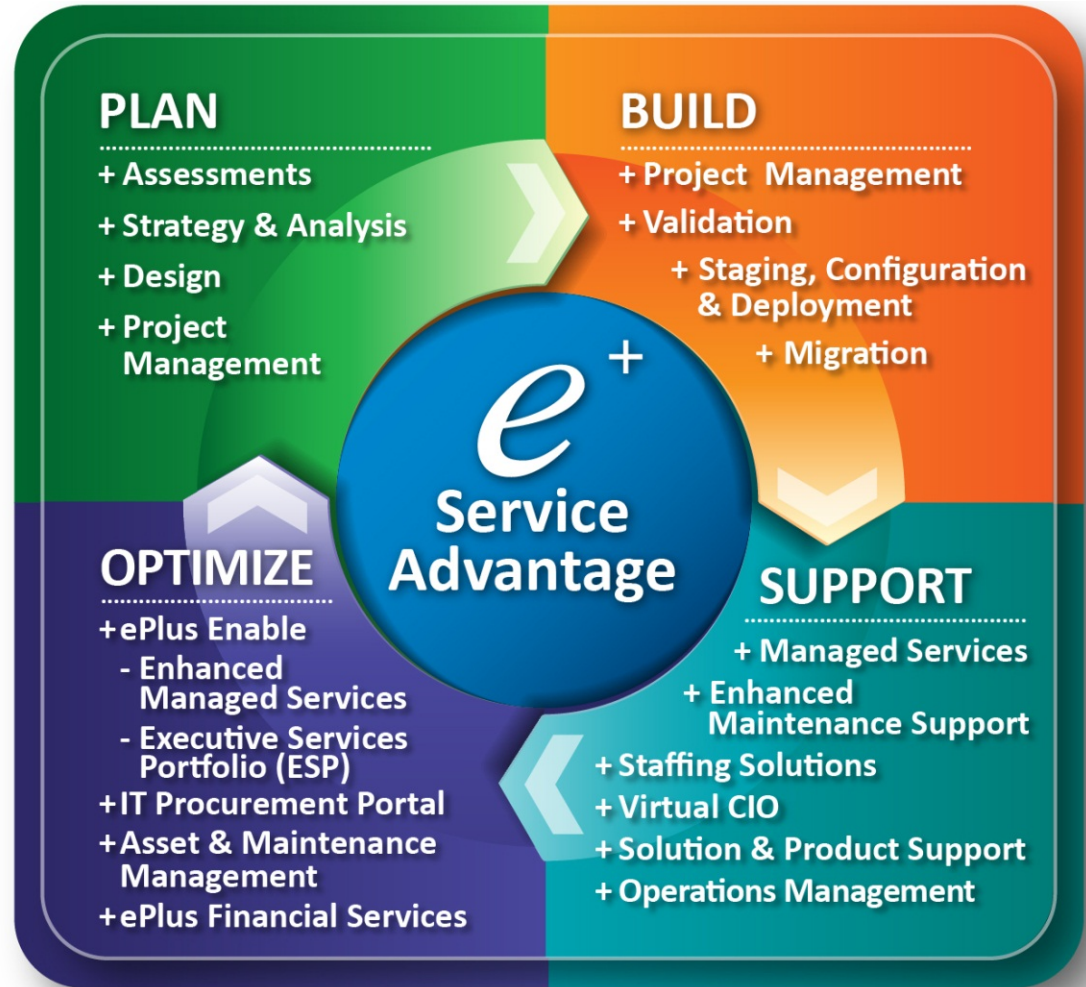 PLAN
+ Assessments
+ Strategy & Analysis
+ Design
+ Project
Management
BUILD
+ Project Management
+ Validation
+ Staging, Configuration
& Deployment
+ Migration
e+
Service
Advantage
OPTIMIZE
+ ePlus Enable
- Enhanced
Managed Services
- Executive Services
Portfolio (ESP)
+ IT Procurement Portal
+ Asset & Maintenance
Management
+ ePlus Financial Services
SUPPORT
+ Managed Services
+ Enhanced
Maintenance Support
+ Staffing Solutions
+ Virtual CIO
+ Solution & Product Support
+ Operations Management